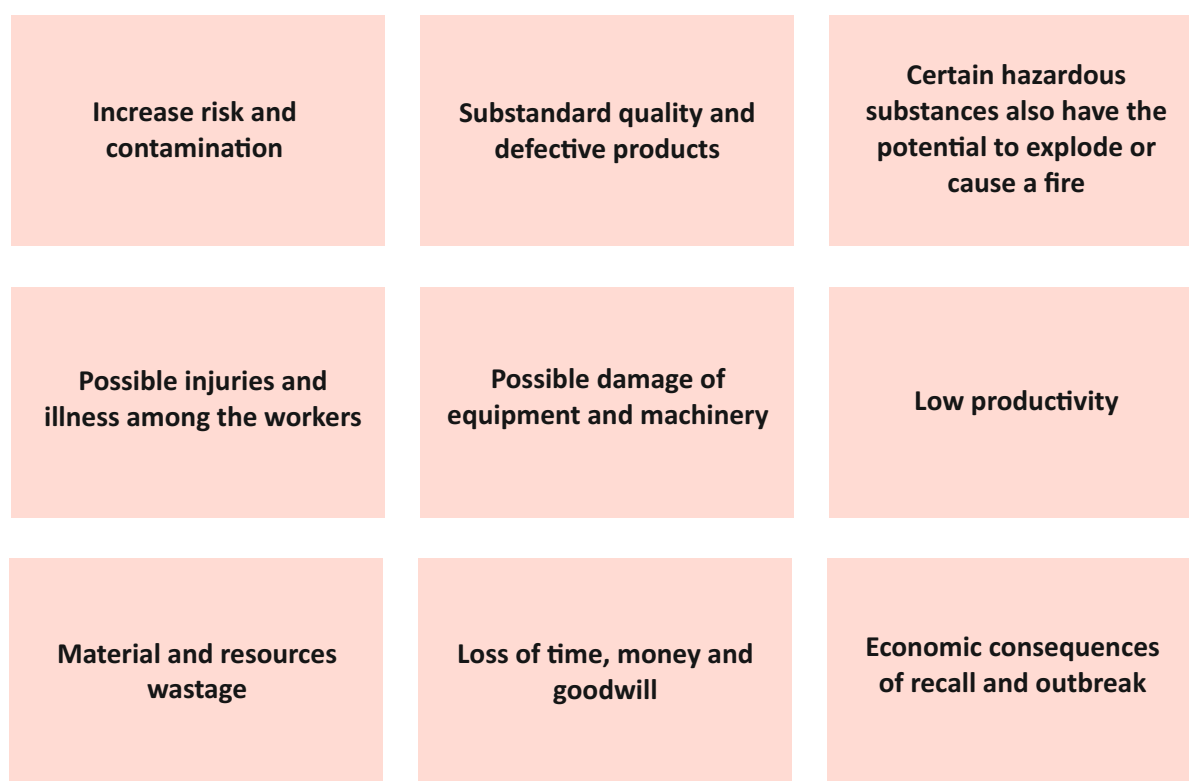 Increase risk and
contamination
Substandard quality and
defective products
Certain hazardous
substances also have the
potential to explode or
cause a fire
Possible injuries and
illness among the workers
Possible damage of
equipment and machinery
Low productivity
Material and resources
wastage
Loss of time, money and
goodwill
Economic consequences
of recall and outbreak